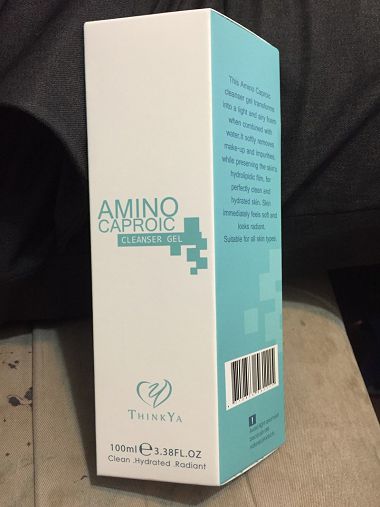 AMINO
CAPROIC
CLEANSER GEL
THINKYA
100ml ℮ 3.38FL.OZ
Clean .Hydrated .Radiant
This Amino Caproic
cleanser gel transforms
into a light and airy foam
when combined with
water.It softly removes
make-up and impurities,
while preserving the skin's
hydrolipidic film, for
perfectly clean and
hydrated skin. Skin
immediately feels soft and
looks radiant.
Suitable for all skin types.